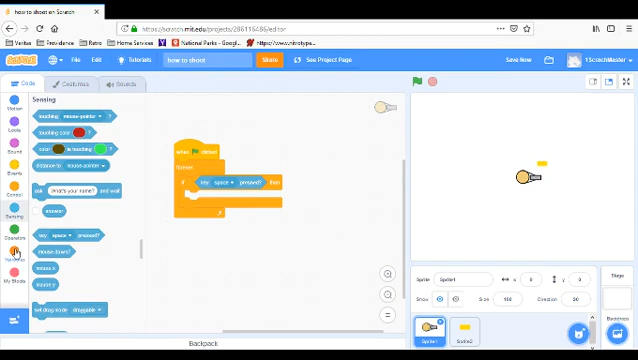 how to shoot on Scratch
https://scratch.mit.edu/projects/286116486/editor
Veritas
Previdence
Retro
Home Services
National Parks - Googl...
https://www.nitrotype...
SCRATCH
File
Edit
Tutorials
how to shoot
Share
See Project Page
Save Now
1ScratchMaster
Code
Costumes
Sounds
Motion
Looks
Sound
Events
Control
Sensing
Operators
Variables
My Blocks
Sensing
touching mouse-pointer ?
touching color ?
color is touching ?
distance to mouse-pointer
ask What's your name? and wait
answer
key space pressed?
mouse down?
mouse x
mouse y
set drag mode draggable
when clicked
forever
if key space pressed? then
Backpack
Sprite
Sprite1
x
0
y
0
Show
Size
Direction
Sprite1
Sprite2
Stage
Backdrops